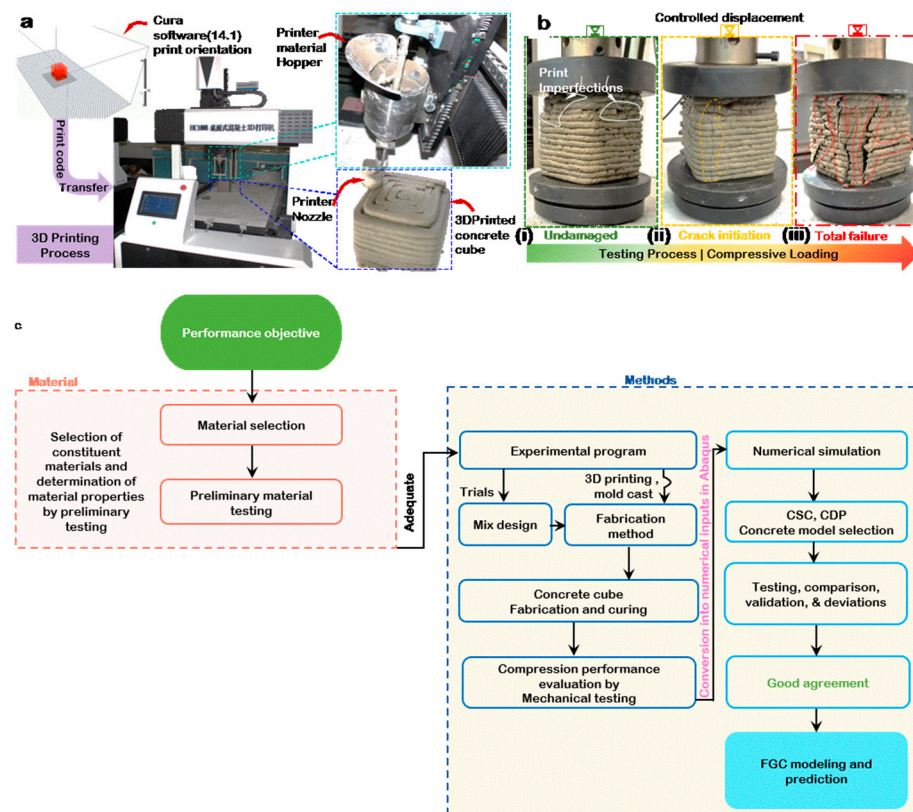 a
Cura
software(14.1)
print orientation
Print code
Transfer
3D Printing
Process
Printer
material
Hopper
Printer
Nozzle
3DPrinted
concrete
cube
b
Controlled displacement
Print
Imperfections
(i)
Undamaged
(ii)
Crack initiation
(iii)
Total failure
Testing Process | Compressive Loading
c
Performance objective
Material
Selection of
constituent
materials and
determination of
material properties
by preliminary
testing
Material selection
Preliminary material
testing
Adequate
Methods
Experimental program
Trials
3D printing ,
mold cast
Mix design
Fabrication
method
Concrete cube
Fabrication and curing
Compression performance
evaluation by
Mechanical testing
Conversion into numerical inputs in Abaqus
Numerical simulation
CSC, CDP
Concrete model selection
Testing, comparison,
validation, & deviations
Good agreement
FGC modeling and
prediction